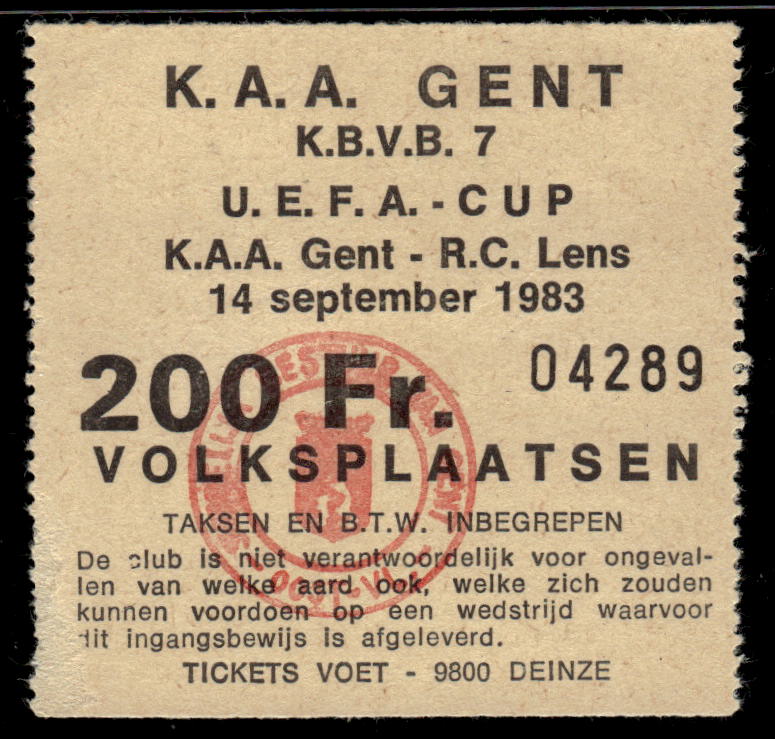 K. A. A. GENT
K.B.V.B. 7
U. E. F. A. - CUP
K.A.A. Gent - R.C. Lens
14 september 1983
200 Fr. 04289
VOLKSPLAATSEN
TAKSEN EN B.T.W. INBEGREPEN
De club is niet verantwoordelijk voor ongeval-
len van welke aard ook, welke zich zouden
kunnen voordoen op een wedstrijd waarvoor
dit ingangsbewijs is afgeleverd.
TICKETS VOET - 9800 DEINZE
VAN GENT